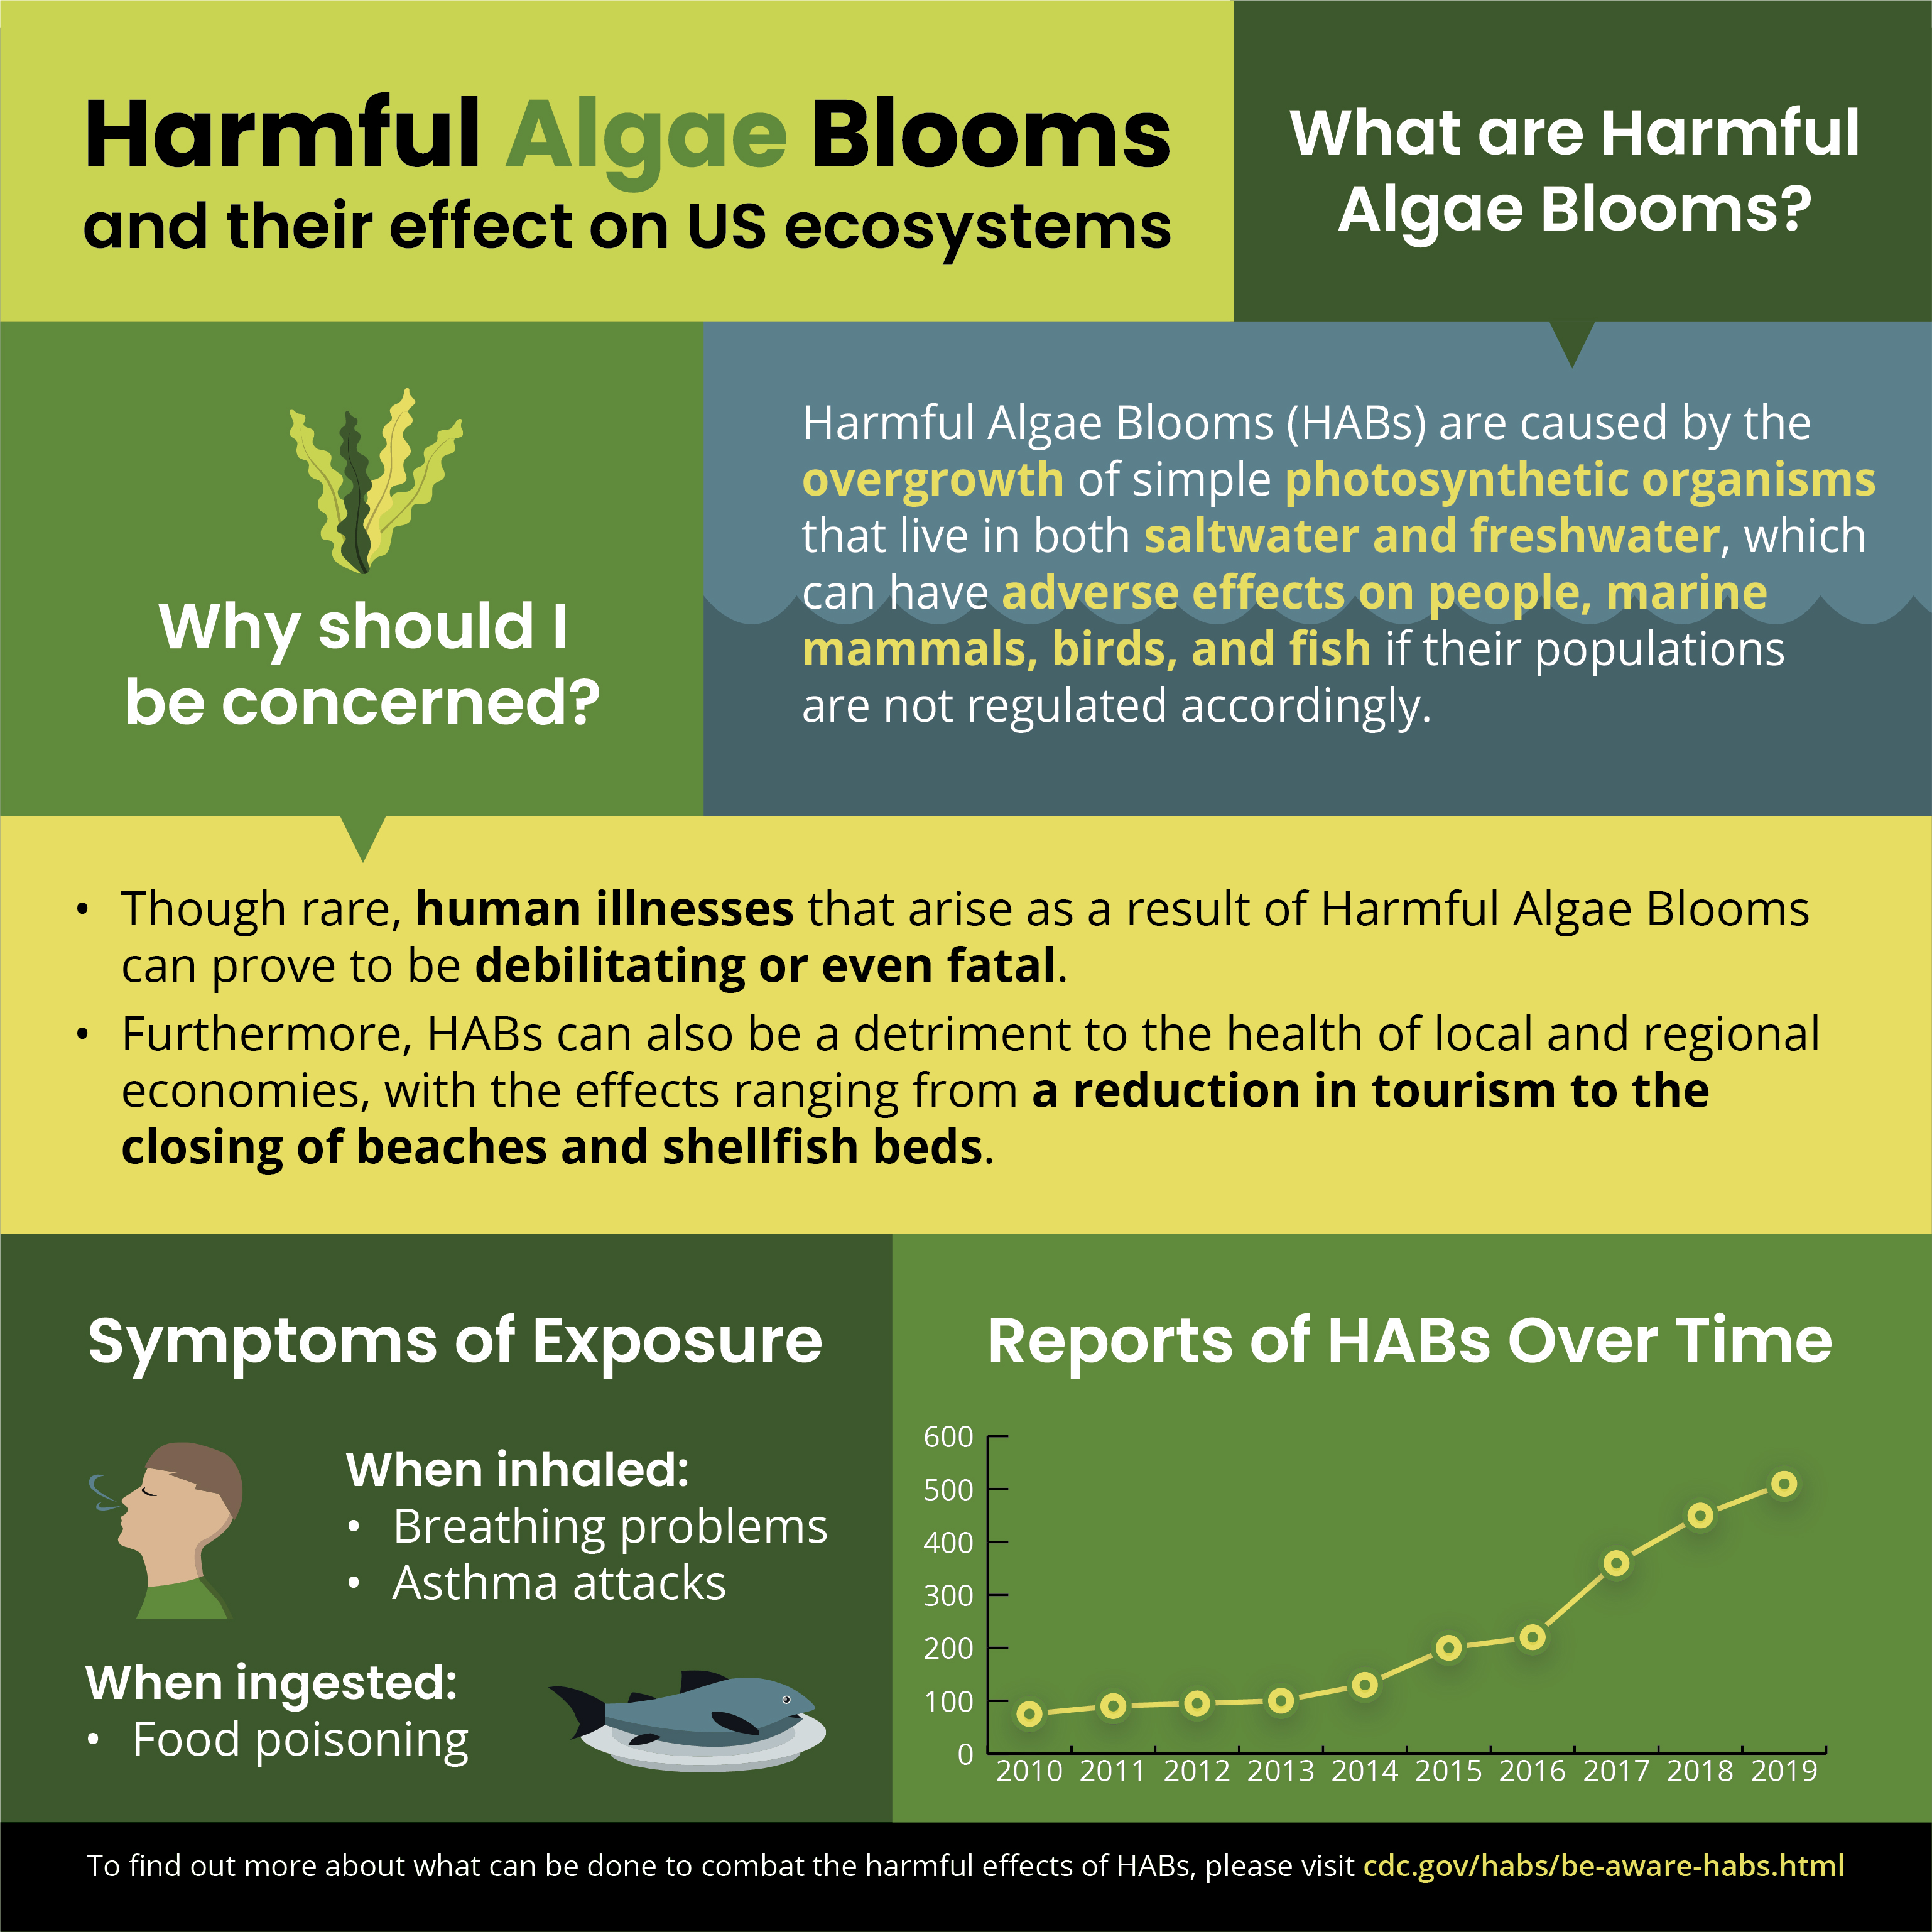 Harmful Algae Blooms
and their effect on US ecosystems
What are Harmful
Algae Blooms?
Harmful Algae Blooms (HABs) are caused by the
overgrowth of simple photosynthetic organisms
that live in both saltwater and freshwater, which
can have adverse effects on people, marine
mammals, birds, and fish if their populations
are not regulated accordingly.
Why should I
be concerned?
• Though rare, human illnesses that arise as a result of Harmful Algae Blooms
can prove to be debilitating or even fatal.
• Furthermore, HABs can also be a detriment to the health of local and regional
economies, with the effects ranging from a reduction in tourism to the
closing of beaches and shellfish beds.
Symptoms of Exposure
When inhaled:
• Breathing problems
• Asthma attacks
When ingested:
• Food poisoning
Reports of HABs Over Time
600
500
400
300
200
100
0
2010 2011 2012 2013 2014 2015 2016 2017 2018 2019
To find out more about what can be done to combat the harmful effects of HABs, please visit cdc.gov/habs/be-aware-habs.html